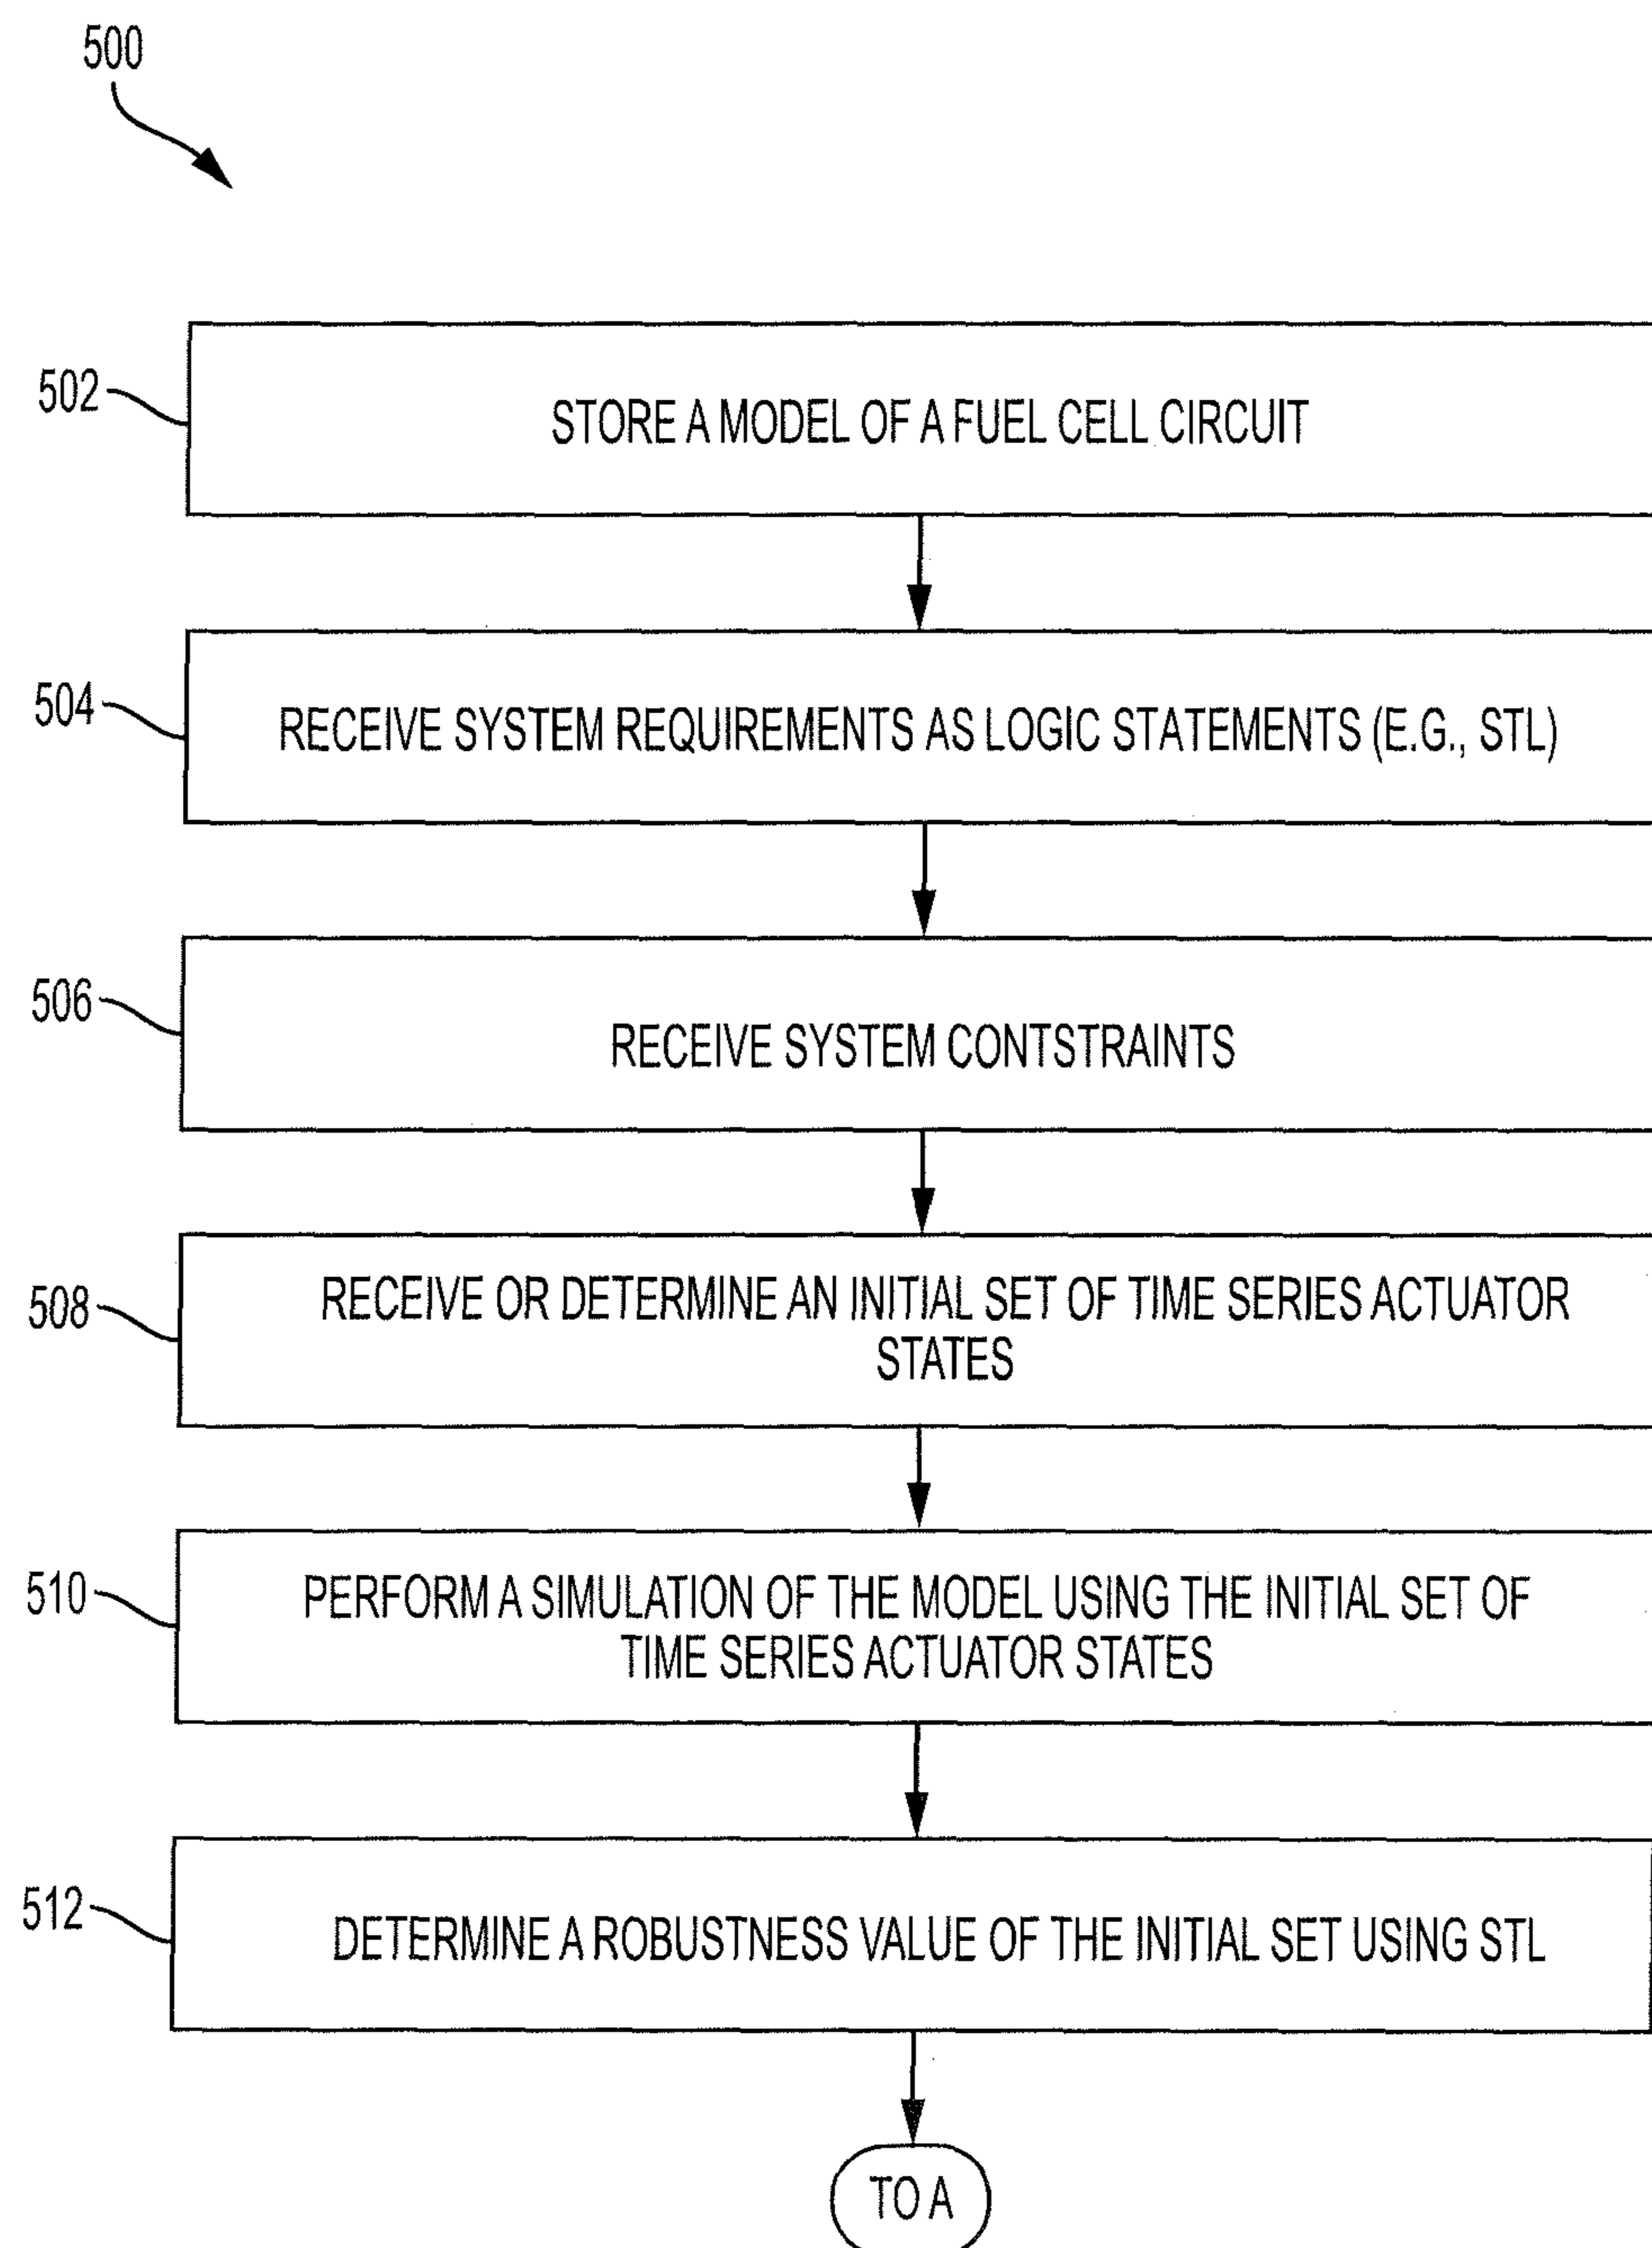 500
502
STORE A MODEL OF A FUEL CELL CIRCUIT
504
RECEIVE SYSTEM REQUIREMENTS AS LOGIC STATEMENTS (E.G., STL)
506
RECEIVE SYSTEM CONTSTRAINTS
508
RECEIVE OR DETERMINE AN INITIAL SET OF TIME SERIES ACTUATOR
STATES
510
PERFORM A SIMULATION OF THE MODEL USING THE INITIAL SET OF
TIME SERIES ACTUATOR STATES
512
DETERMINE A ROBUSTNESS VALUE OF THE INITIAL SET USING STL
TO A